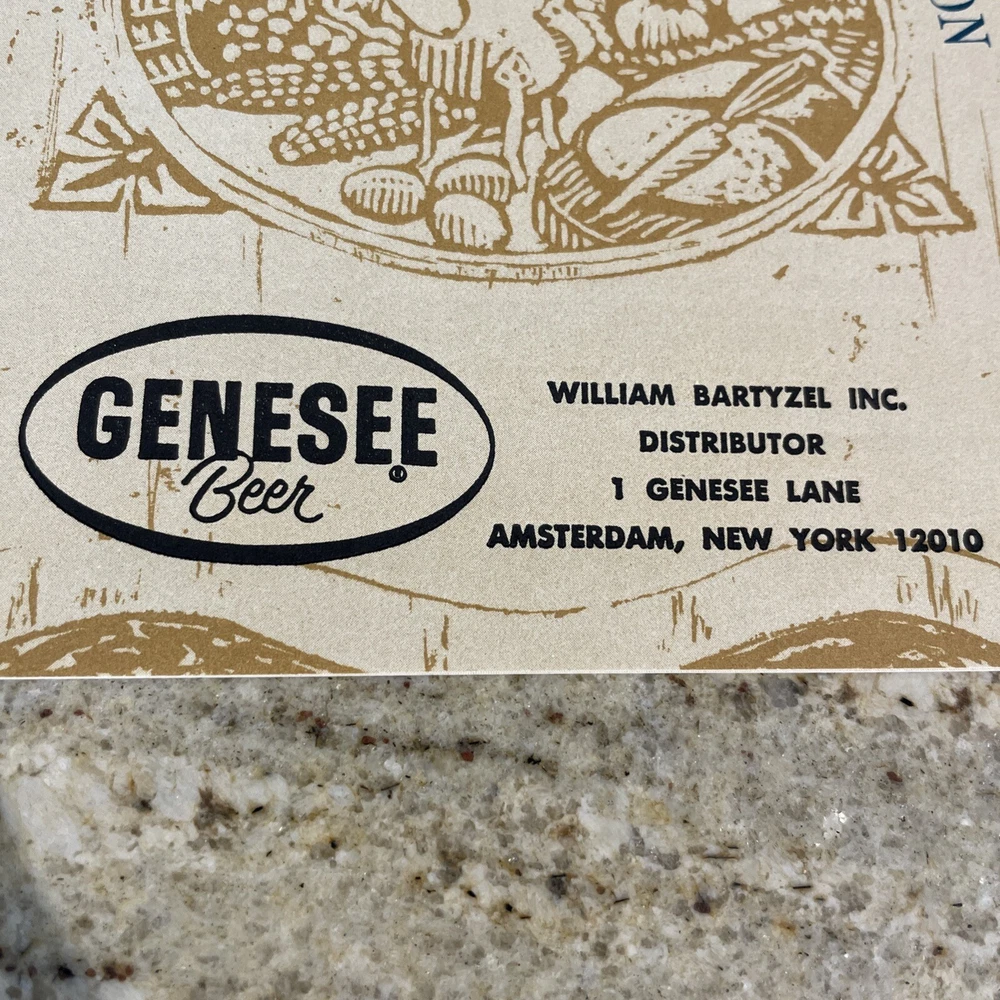 GENESEE
Beer
®
WILLIAM BARTYZEL INC.
DISTRIBUTOR
1 GENESEE LANE
AMSTERDAM, NEW YORK 12010